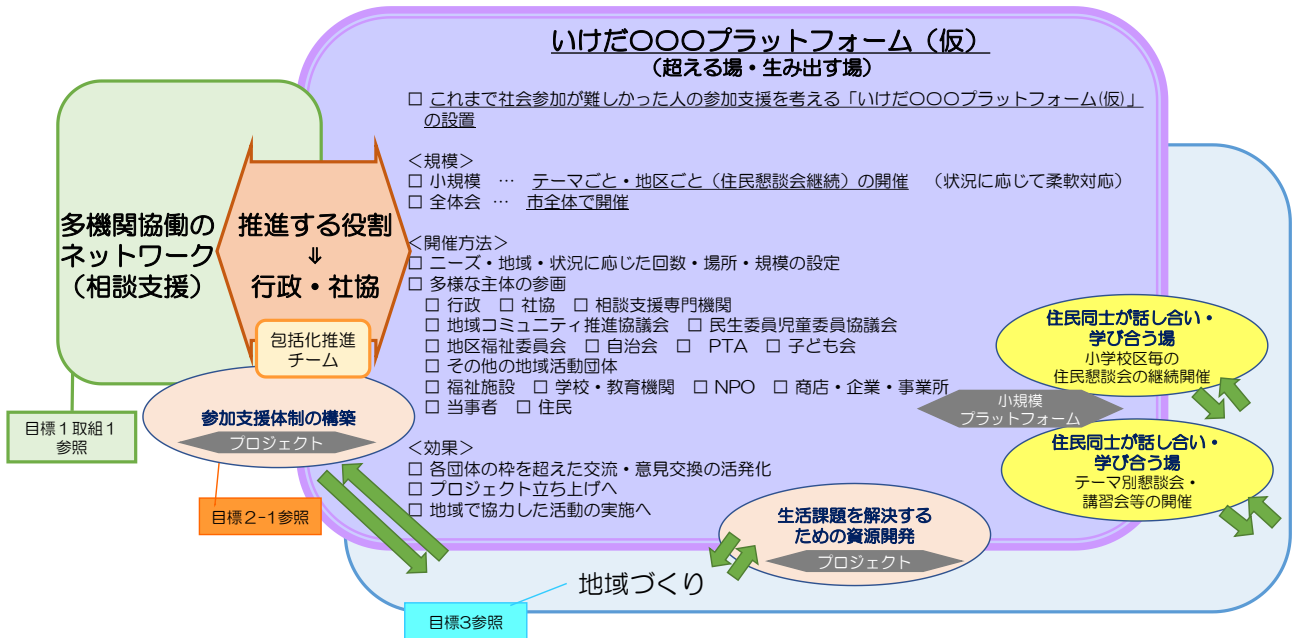 いけだ〇〇〇プラットフォーム（仮）
（超える場・生み出す場）
□ これまで社会参加が難しかった人の参加支援を考える「いけだ〇〇〇プラットフォーム(仮)」
の設置
＜規模＞
□ 小規模 … テーマごと・地区ごと（住民懇談会継続）の開催 （状況に応じて柔軟対応）
□ 全体会 … 市全体で開催
＜開催方法＞
□ ニーズ・地域・状況に応じた回数・場所・規模の設定
□ 多様な主体の参画
□ 行政 □ 社協 □ 相談支援専門機関
□ 地域コミュニティ推進協議会 □ 民生委員児童委員協議会
□ 地区福祉委員会 □ 自治会 □ PTA □ 子ども会
□ その他の地域活動団体
□ 福祉施設 □ 学校・教育機関 □ NPO □ 商店・企業・事業所
□ 当事者 □ 住民
＜効果＞
□ 各団体の枠を超えた交流・意見交換の活発化
□ プロジェクト立ち上げへ
□ 地域で協力した活動の実施へ
多機関協働の
ネットワーク
（相談支援）
推進する役割
⇓
行政・社協
包括化推進
チーム
目標１取組１
参照
参加支援体制の構築
プロジェクト
目標２-１参照
住民同士が話し合い・
学び合う場
小学校区毎の
住民懇談会の継続開催
小規模
プラットフォーム
住民同士が話し合い・
学び合う場
テーマ別懇談会・
講習会等の開催
生活課題を解決する
ための資源開発
プロジェクト
地域づくり
目標3参照